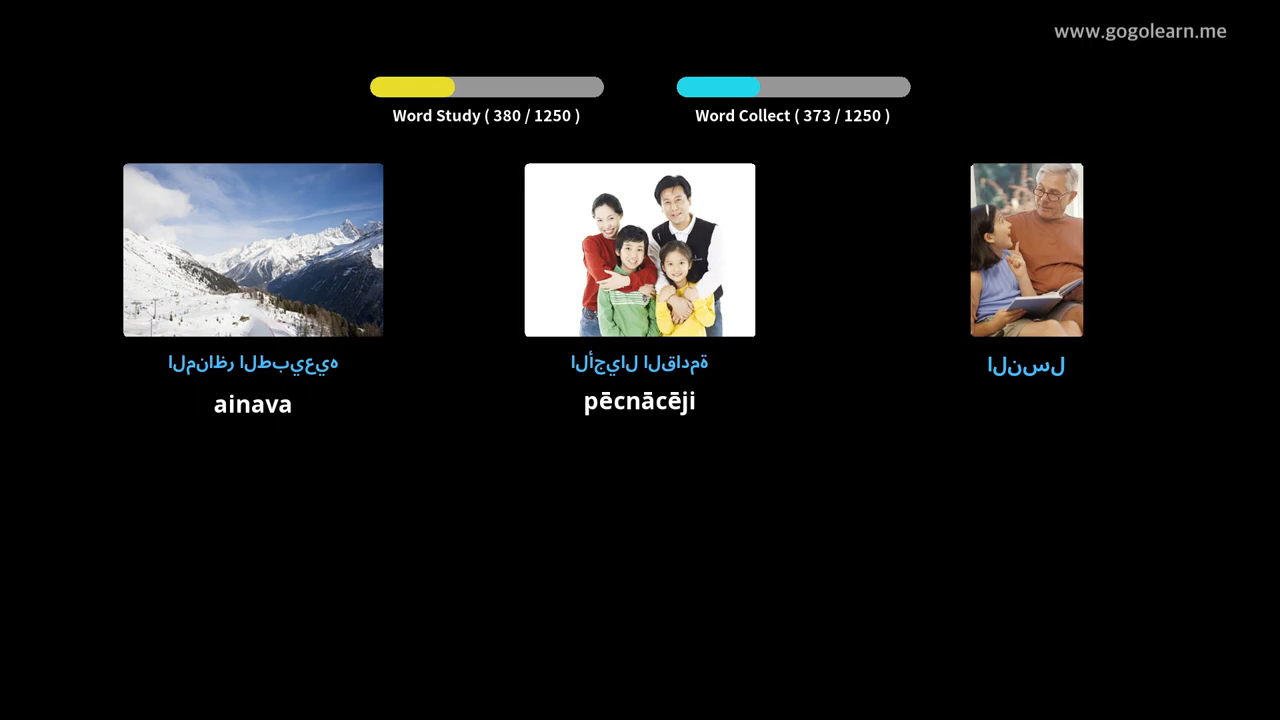 www.gogolearn.me
Word Study ( 380 / 1250 )
Word Collect ( 373 / 1250 )
المناظر الطبيعيه
ainava
الأجيال القادمة
pēcnācēji
النسل